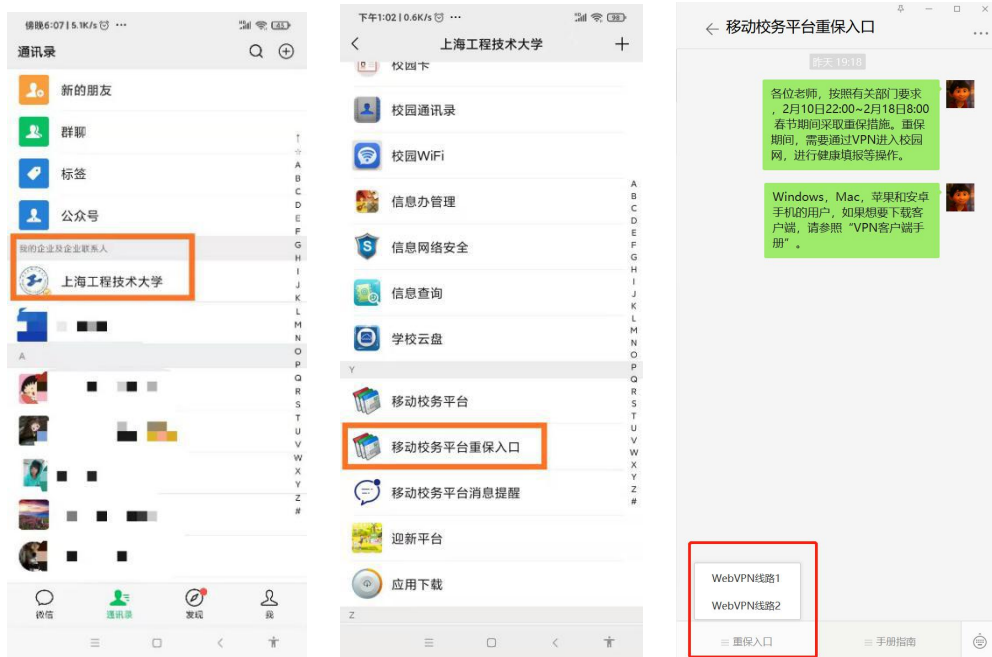 傍晚6:07 | 5.1K/s
45
通讯录
新的朋友
群聊
标签
公众号
我的企业及企业联系人
上海工程技术大学
A
↑
☆
A
B
C
D
E
F
G
H
I
J
K
L
M
N
O
P
Q
R
S
T
U
V
W
X
Y
Z
#
微信
通讯录
发现
我
下午1:02 | 0.6K/s
98
上海工程技术大学
校园卡
校园通讯录
校园WiFi
信息办管理
信息网络安全
信息查询
学校云盘
Y
移动校务平台
移动校务平台重保入口
移动校务平台消息提醒
迎新平台
应用下载
Z
A
B
C
D
E
F
G
H
I
J
K
L
M
N
O
P
Q
R
S
T
U
V
W
X
Y
Z
#
移动校务平台重保入口
昨天 19:18
各位老师，按照有关部门要求
，2月10日22:00~2月18日8:00
春节期间采取重保措施。重保
期间，需要通过VPN进入校园
网，进行健康填报等操作。
Windows，Mac，苹果和安卓
手机的用户，如果想要下载客
户端，请参照“VPN客户端手
册”。
WebVPN线路1
WebVPN线路2
重保入口
手册指南